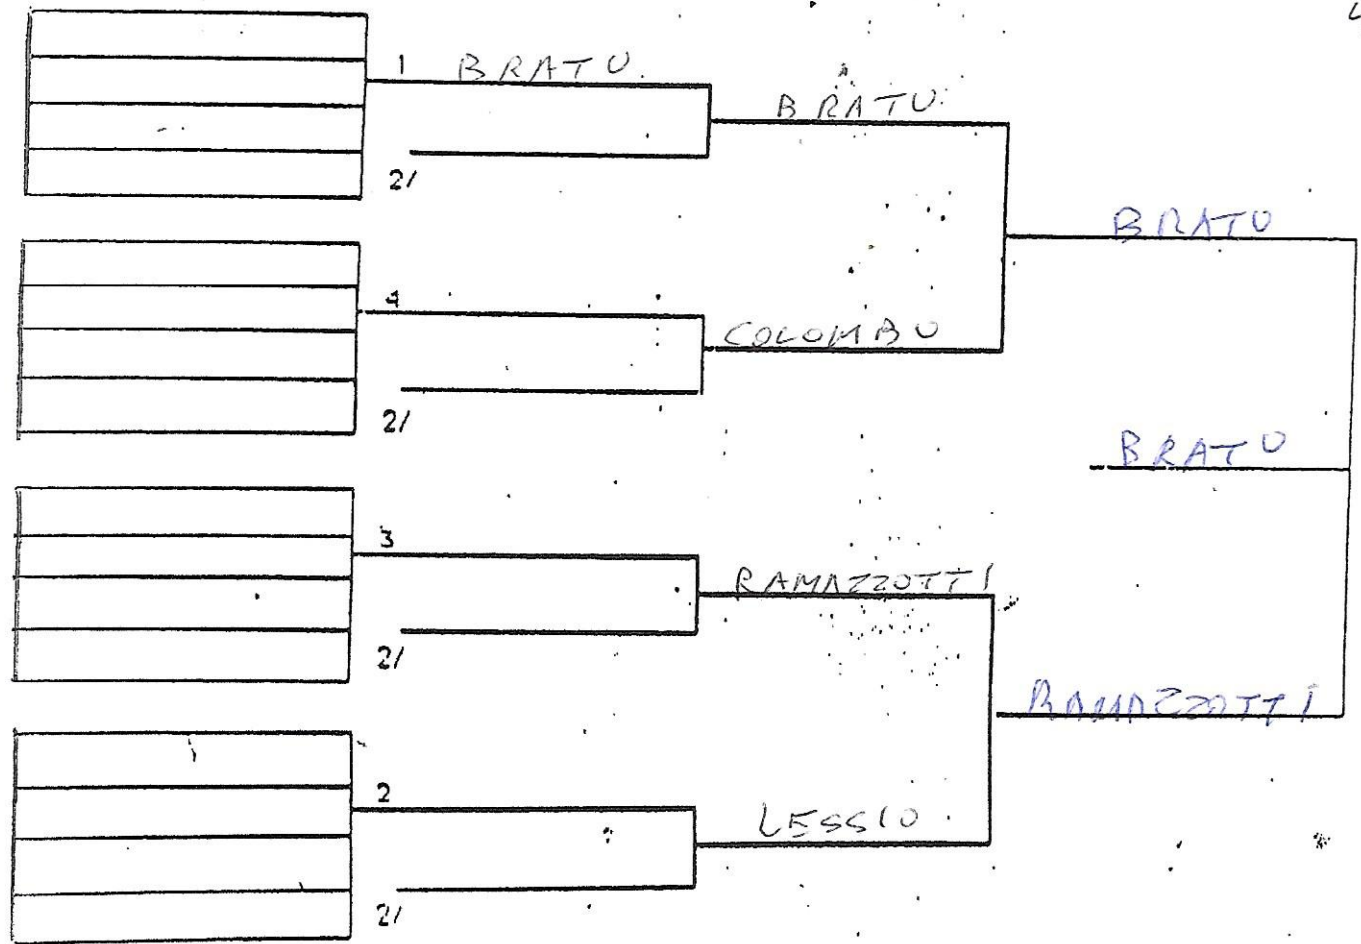 1 BRATU
BRATU
2/
BRATU
4
COLOMBO
2/
BRATU
3
RAMAZZOTTI
2/
RAMAZZOTTI
2
LESSIO
2/